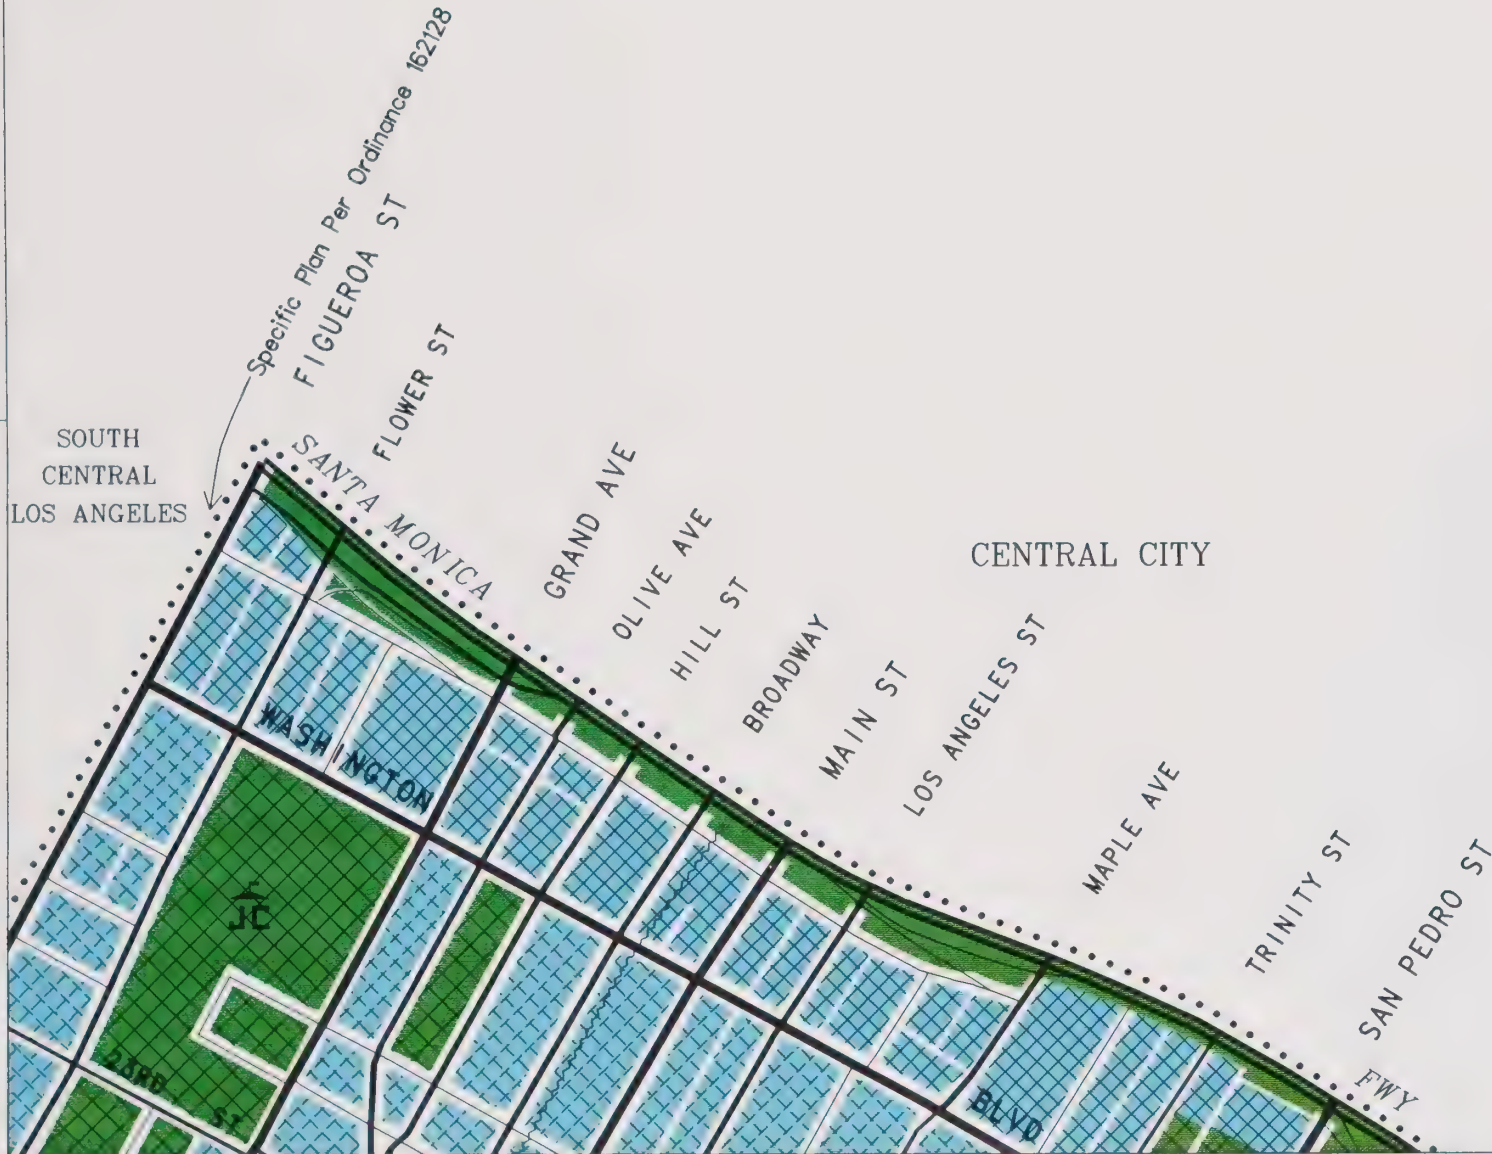 Specific Plan Per Ordinance 162128
FIGUEROA ST
FLOWER ST
SOUTH
CENTRAL
LOS ANGELES
SANTA MONICA
GRAND AVE
OLIVE AVE
HILL ST
CENTRAL CITY
BROADWAY
MAIN ST
LOS ANGELES ST
MAPLE AVE
TRINITY ST
SAN PEDRO ST
FWY
WASHINGTON
BLVD
JC
23RD ST